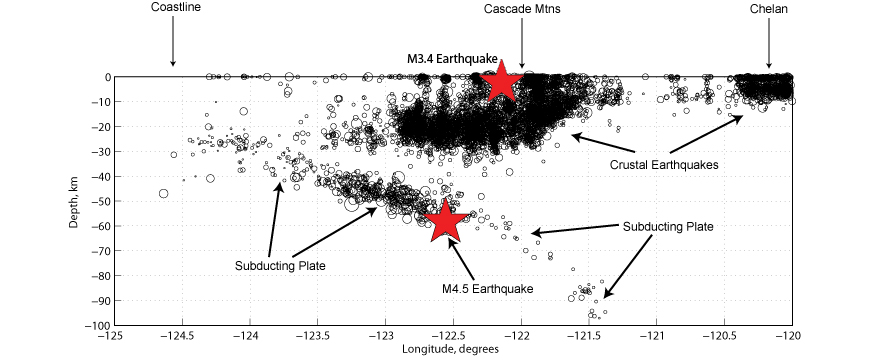 Coastline
Cascade Mtns
Chelan
M3.4 Earthquake
0
−10
−20
−30
−40
−50
−60
−70
−80
−90
−100
Depth, km
Crustal Earthquakes
Subducting Plate
Subducting Plate
M4.5 Earthquake
−125
−124.5
−124
−123.5
−123
−122.5
−122
−121.5
−121
−120.5
−120
Longitude, degrees